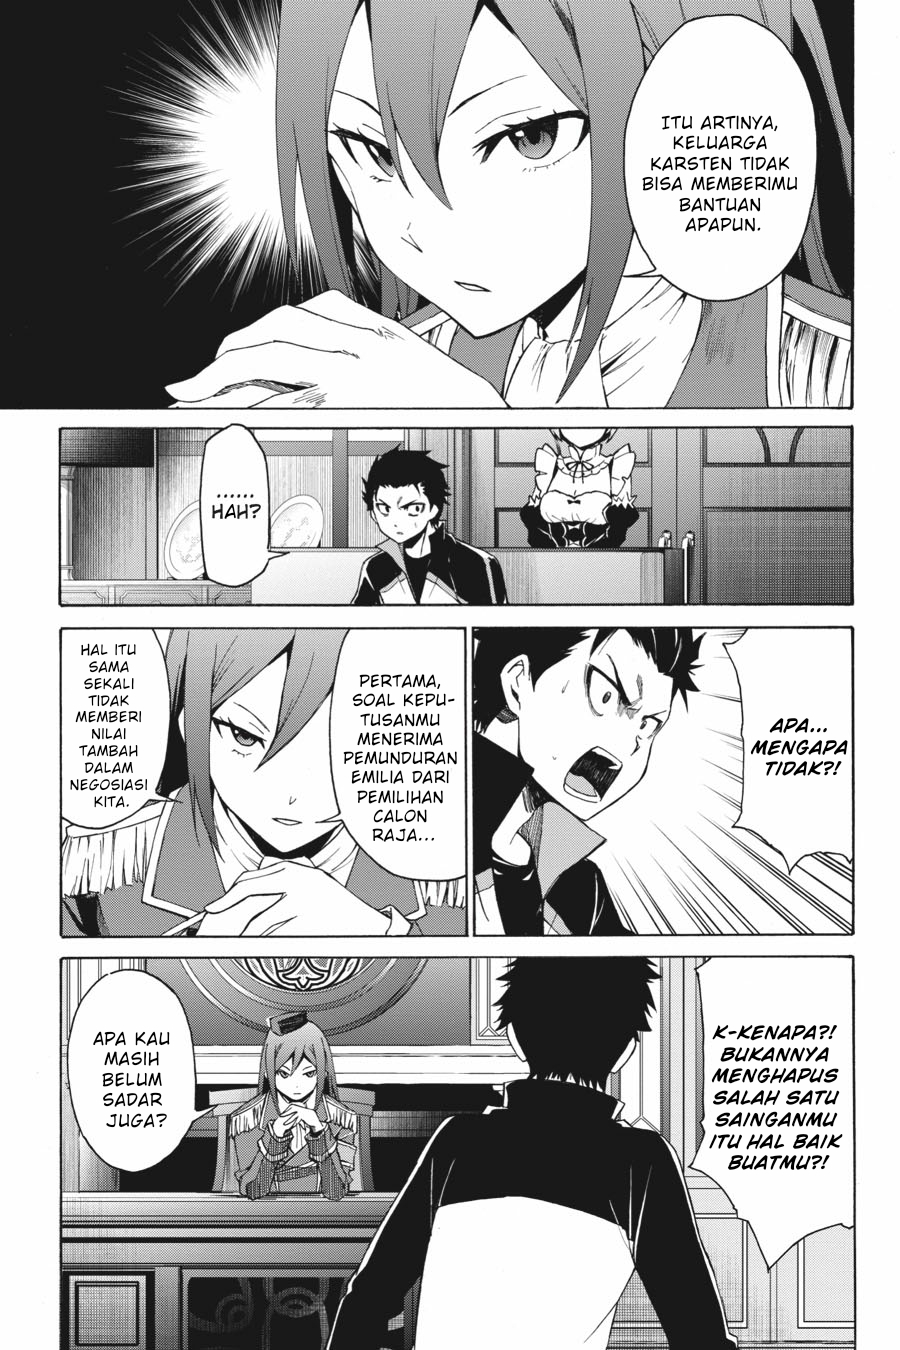 ITU ARTINYA,
KELUARGA
KARSTEN TIDAK
BISA MEMBERIMU
BANTUAN
APAPUN.
......
HAH?
APA...
MENGAPA
TIDAK?!
PERTAMA,
SOAL KEPU-
TUSANMU
MENERIMA
PEMUNDURAN
EMILIA DARI
PEMILIHAN
CALON
RAJA...
HAL ITU
SAMA
SEKALI
TIDAK
MEMBERI
NILAI
TAMBAH
DALAM
NEGOSIASI
KITA.
K-KENAPA?!
BUKANNYA
MENGHAPUS
SALAH SATU
SAINGANMU
ITU HAL BAIK
BUATMU?!
APA KAU
MASIH
BELUM
SADAR
JUGA?